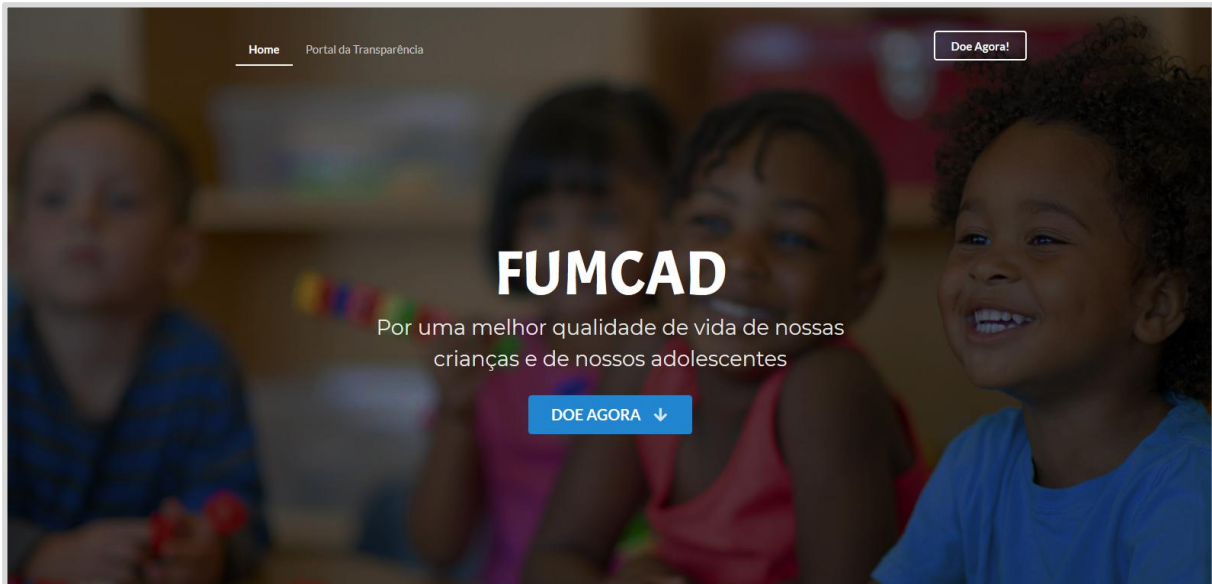 Home
Portal da Transparência
Doe Agora!
FUMCAD
Por uma melhor qualidade de vida de nossas
crianças e de nossos adolescentes
DOE AGORA